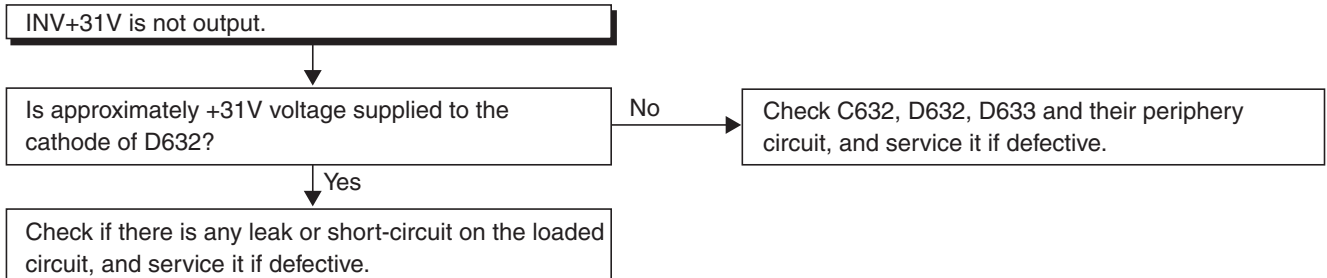 INV+31V is not output.
Is approximately +31V voltage supplied to the
cathode of D632?
No
Check C632, D632, D633 and their periphery
circuit, and service it if defective.
Yes
Check if there is any leak or short-circuit on the loaded
circuit, and service it if defective.